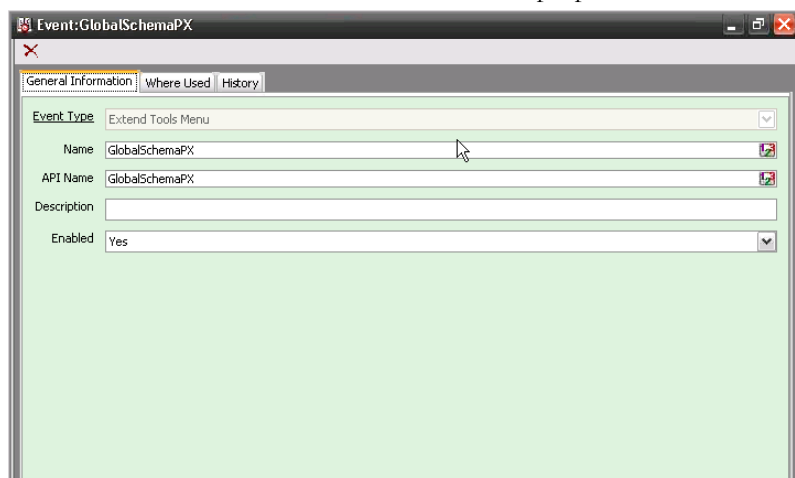 Event:GlobalSchemaPX
General Information Where Used History
Event Type Extend Tools Menu
Name GlobalSchemaPX
API Name GlobalSchemaPX
Description
Enabled Yes